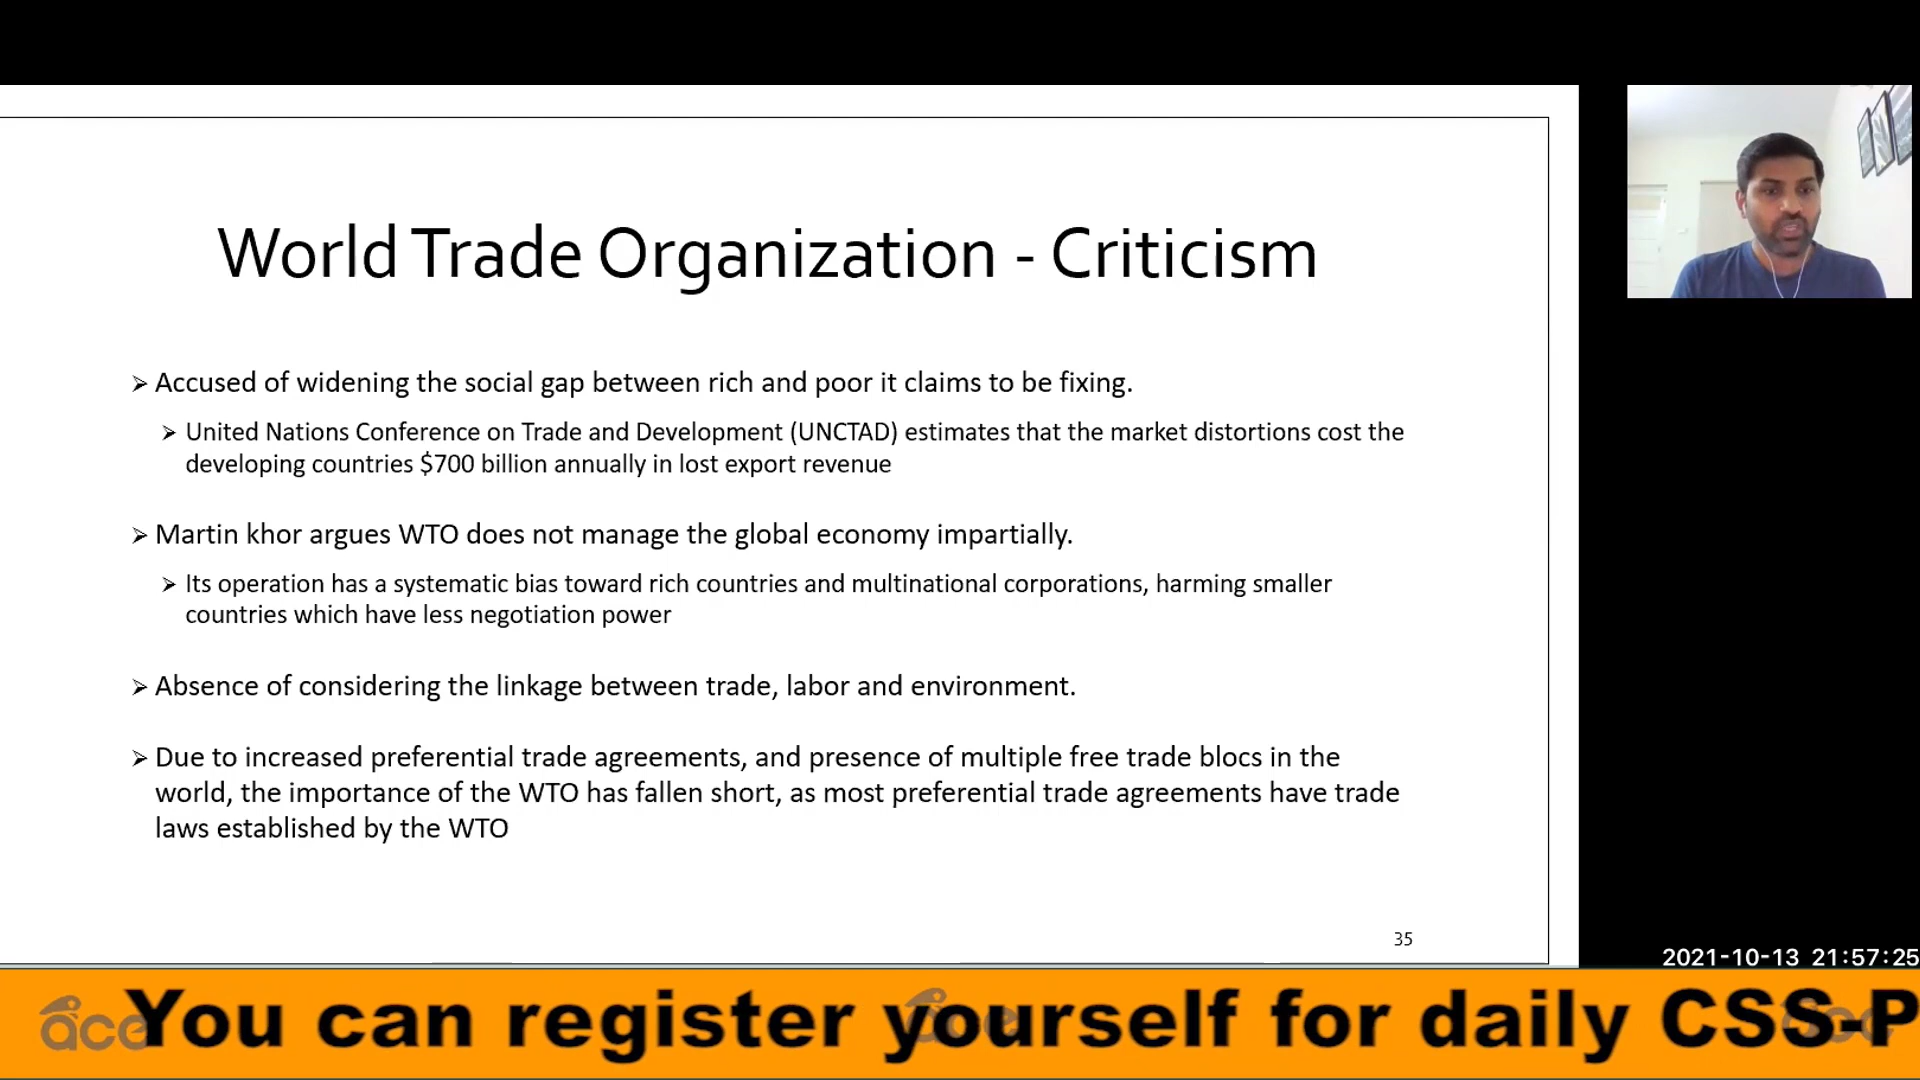 World Trade Organization - Criticism
➢ Accused of widening the social gap between rich and poor it claims to be fixing.
➢ United Nations Conference on Trade and Development (UNCTAD) estimates that the market distortions cost the
developing countries $700 billion annually in lost export revenue
➢ Martin khor argues WTO does not manage the global economy impartially.
➢ Its operation has a systematic bias toward rich countries and multinational corporations, harming smaller
countries which have less negotiation power
➢ Absence of considering the linkage between trade, labor and environment.
➢ Due to increased preferential trade agreements, and presence of multiple free trade blocs in the
world, the importance of the WTO has fallen short, as most preferential trade agreements have trade
laws established by the WTO
35
2021-10-13 21:57:25
ace
You can register yourself for daily CSS-P